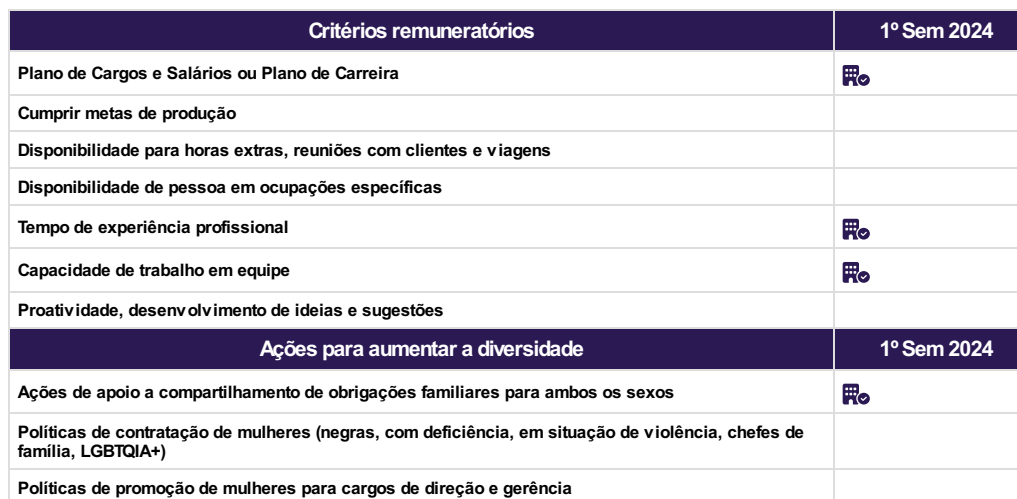 Critérios remuneratórios 1º Sem 2024
Plano de Cargos e Salários ou Plano de Carreira
Cumprir metas de produção
Disponibilidade para horas extras, reuniões com clientes e viagens
Disponibilidade de pessoa em ocupações específicas
Tempo de experiência profissional
Capacidade de trabalho em equipe
Proatividade, desenvolvimento de ideias e sugestões
Ações para aumentar a diversidade 1º Sem 2024
Ações de apoio a compartilhamento de obrigações familiares para ambos os sexos
Políticas de contratação de mulheres (negras, com deficiência, em situação de violência, chefes de
família, LGBTQIA+)
Políticas de promoção de mulheres para cargos de direção e gerência